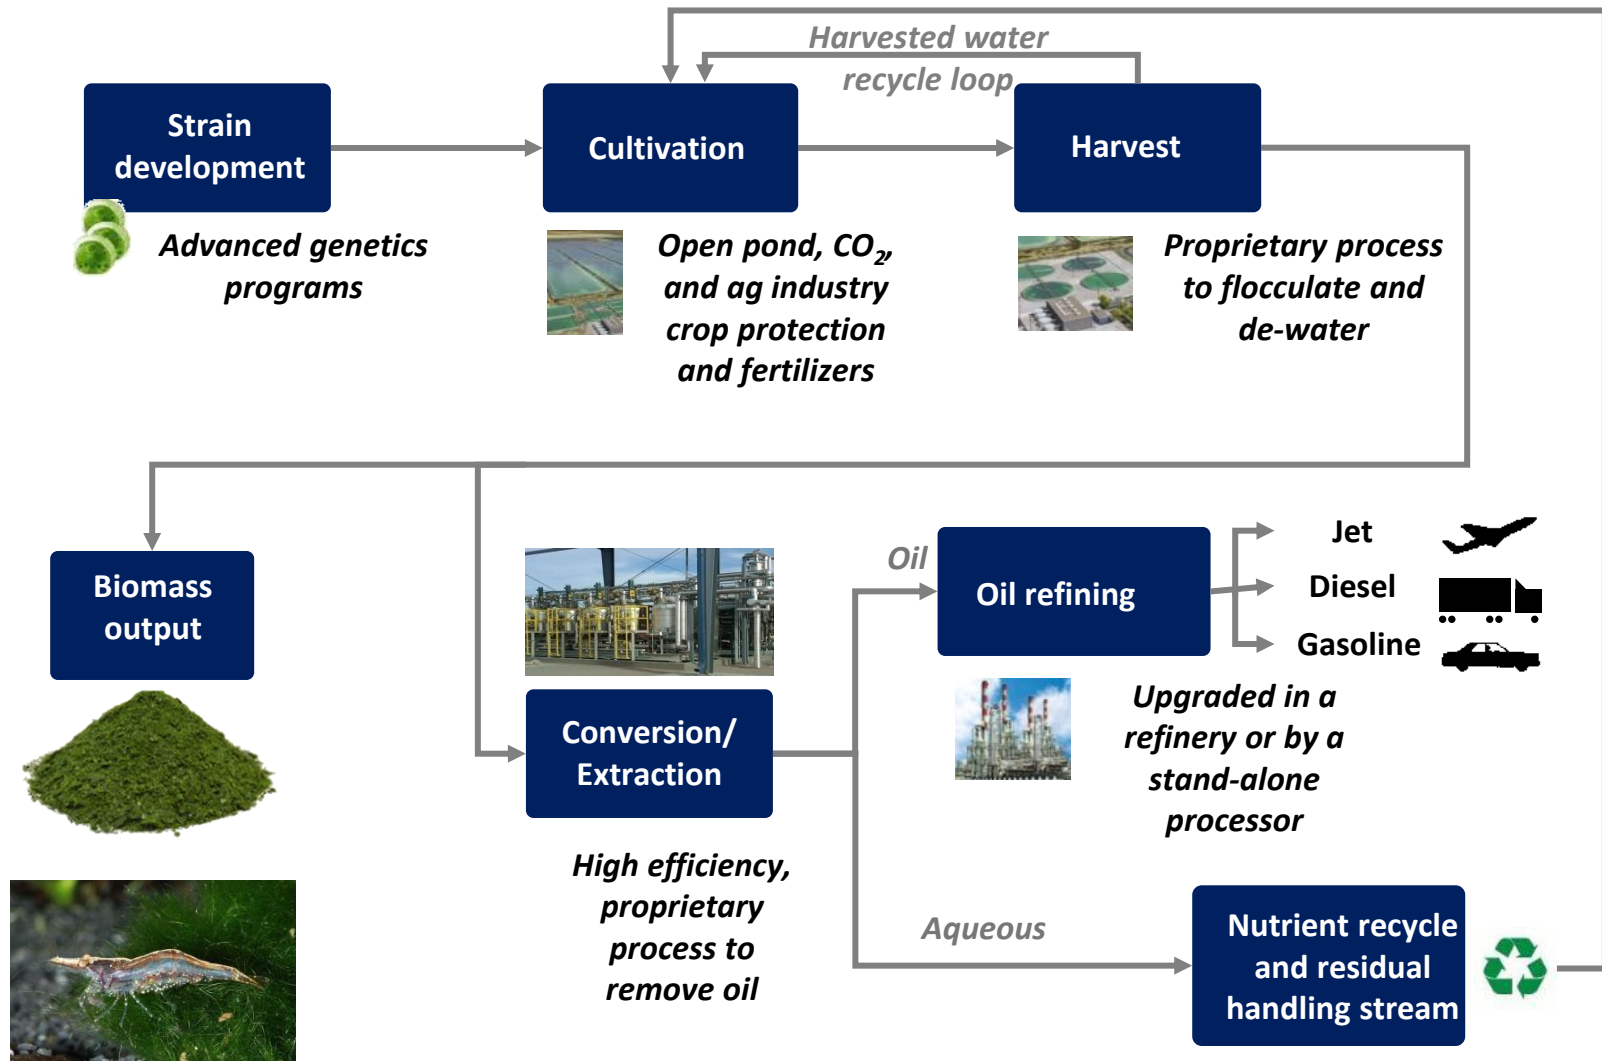 Harvested water
recycle loop
Strain
development
Cultivation
Harvest
Advanced genetics
programs
Open pond, CO₂,
and ag industry
crop protection
and fertilizers
Proprietary process
to flocculate and
de-water
Biomass
output
Oil
Oil refining
Jet
Diesel
Gasoline
Conversion/
Extraction
Upgraded in a
refinery or by a
stand-alone
processor
High efficiency,
proprietary
process to
remove oil
Aqueous
Nutrient recycle
and residual
handling stream